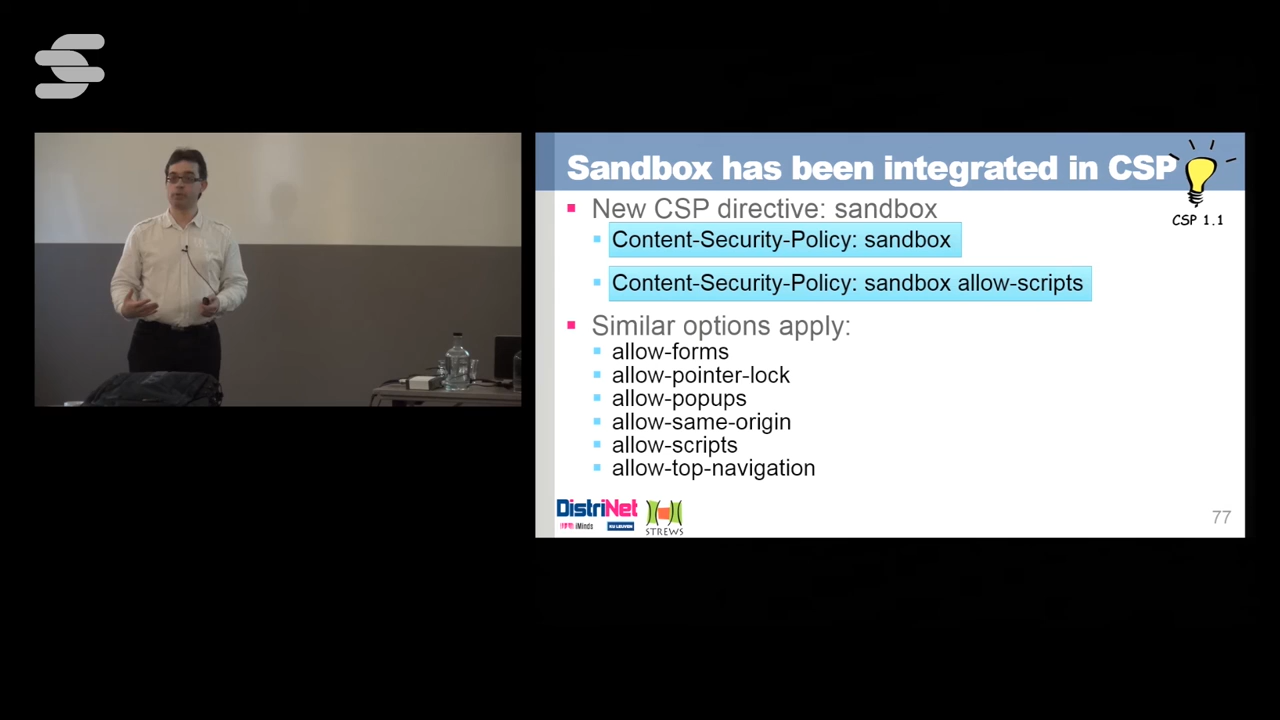 Sandbox has been integrated in CSP
CSP 1.1
New CSP directive: sandbox
Content-Security-Policy: sandbox
Content-Security-Policy: sandbox allow-scripts
Similar options apply:
allow-forms
allow-pointer-lock
allow-popups
allow-same-origin
allow-scripts
allow-top-navigation
DistriNet
iMinds
KU LEUVEN
STREWS
77